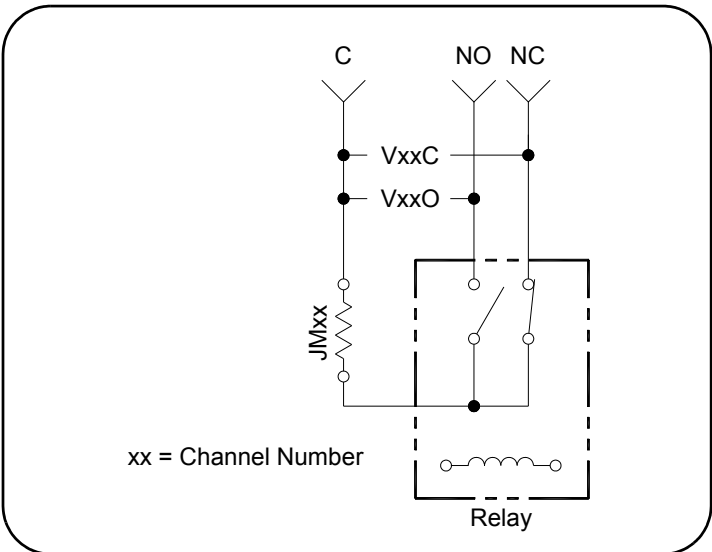 C NO NC
VxxC
VxxO
JMxx
xx = Channel Number
Relay